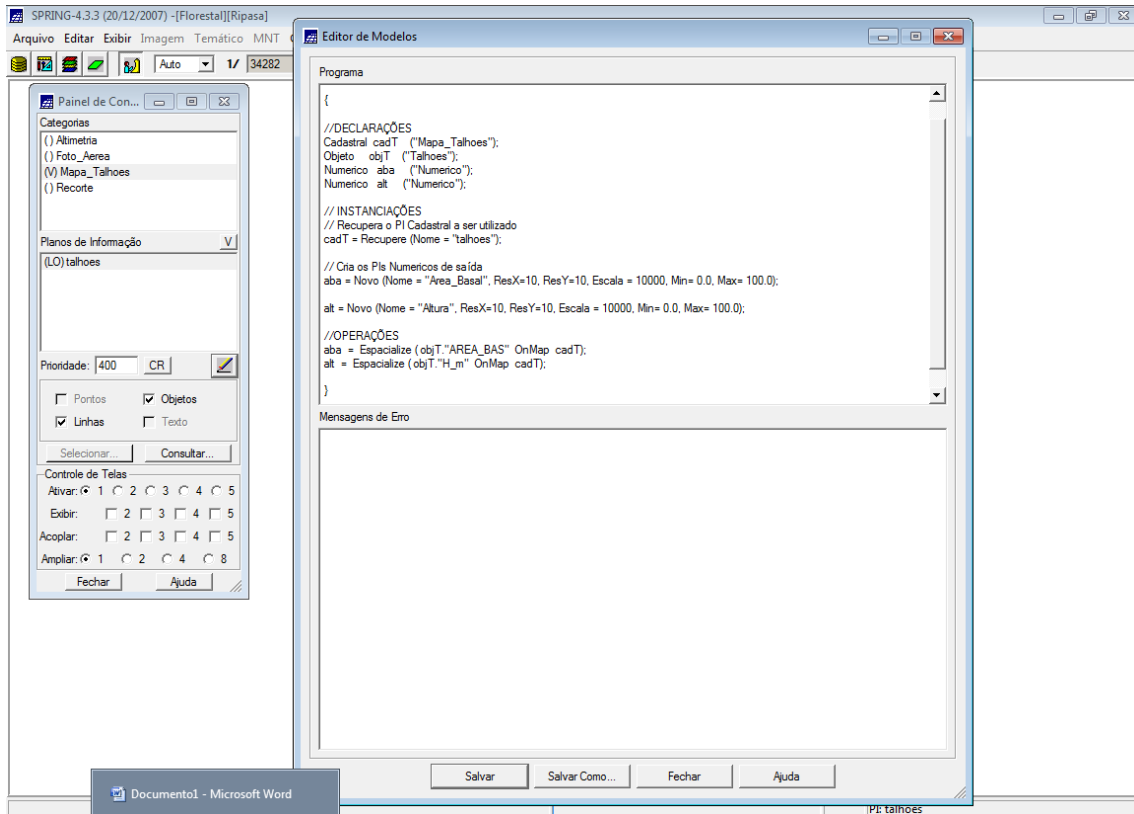 SPRING-4.3.3 (20/12/2007) -[Florestal][Ripasa]
Arquivo Editar Exibir Imagem Temático MNT
Auto 1/ 34282
Painel de Con...
Categorias
( ) Altimetria
( ) Foto_Aerea
(V) Mapa_Talhoes
( ) Recorte
Planos de Informação V
(LO) talhoes
Prioridade: 400 CR
Pontos Objetos
Linhas Texto
Selecionar... Consultar...
Controle de Telas
Ativar: 1 2 3 4 5
Exibir: 2 3 4 5
Acoplar: 2 3 4 5
Ampliar: 1 2 4 8
Fechar Ajuda
Editor de Modelos
Programa
{
//DECLARAÇÕES
Cadastral cadT ("Mapa_Talhoes");
Objeto objT ("Talhoes");
Numerico aba ("Numerico");
Numerico alt ("Numerico");
// INSTANCIAÇÕES
// Recupera o PI Cadastral a ser utilizado
cadT = Recupere (Nome = "talhoes");
// Cria os PIs Numericos de saída
aba = Novo (Nome = "Area_Basal", ResX=10, ResY=10, Escala = 10000, Min= 0.0, Max= 100.0);
alt = Novo (Nome = "Altura", ResX=10, ResY=10, Escala = 10000, Min= 0.0, Max= 100.0);
//OPERAÇÕES
aba = Espacialize ( objT."AREA_BAS" OnMap cadT);
alt = Espacialize ( objT."H_m" OnMap cadT);
}
Mensagens de Erro
Salvar Salvar Como... Fechar Ajuda
Documento1 - Microsoft Word
PI: talhoes